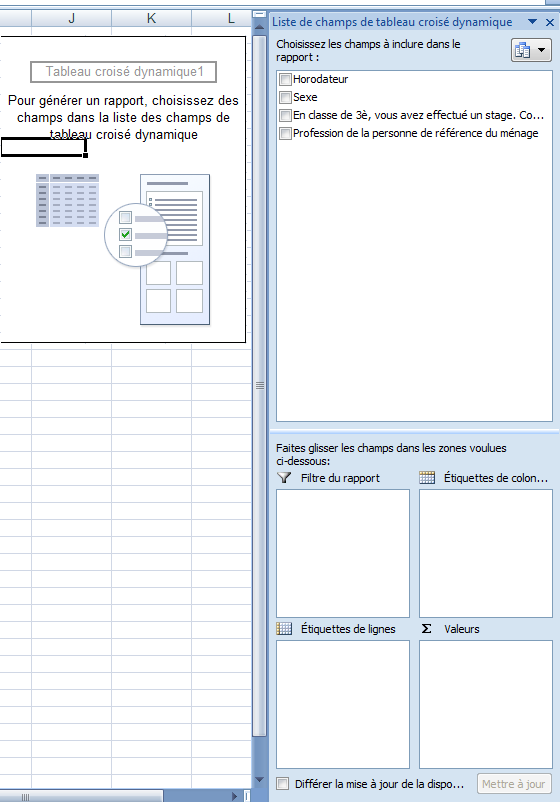 J K L
Tableau croisé dynamique1
Pour générer un rapport, choisissez des
champs dans la liste des champs de
tableau croisé dynamique
Liste de champs de tableau croisé dynamique
Choisissez les champs à inclure dans le
rapport :
Horodateur
Sexe
En classe de 3è, vous avez effectué un stage. Co...
Profession de la personne de référence du ménage
Faites glisser les champs dans les zones voulues
ci-dessous:
Filtre du rapport
Étiquettes de colon...
Étiquettes de lignes
Σ Valeurs
Différer la mise à jour de la dispo...
Mettre à jour